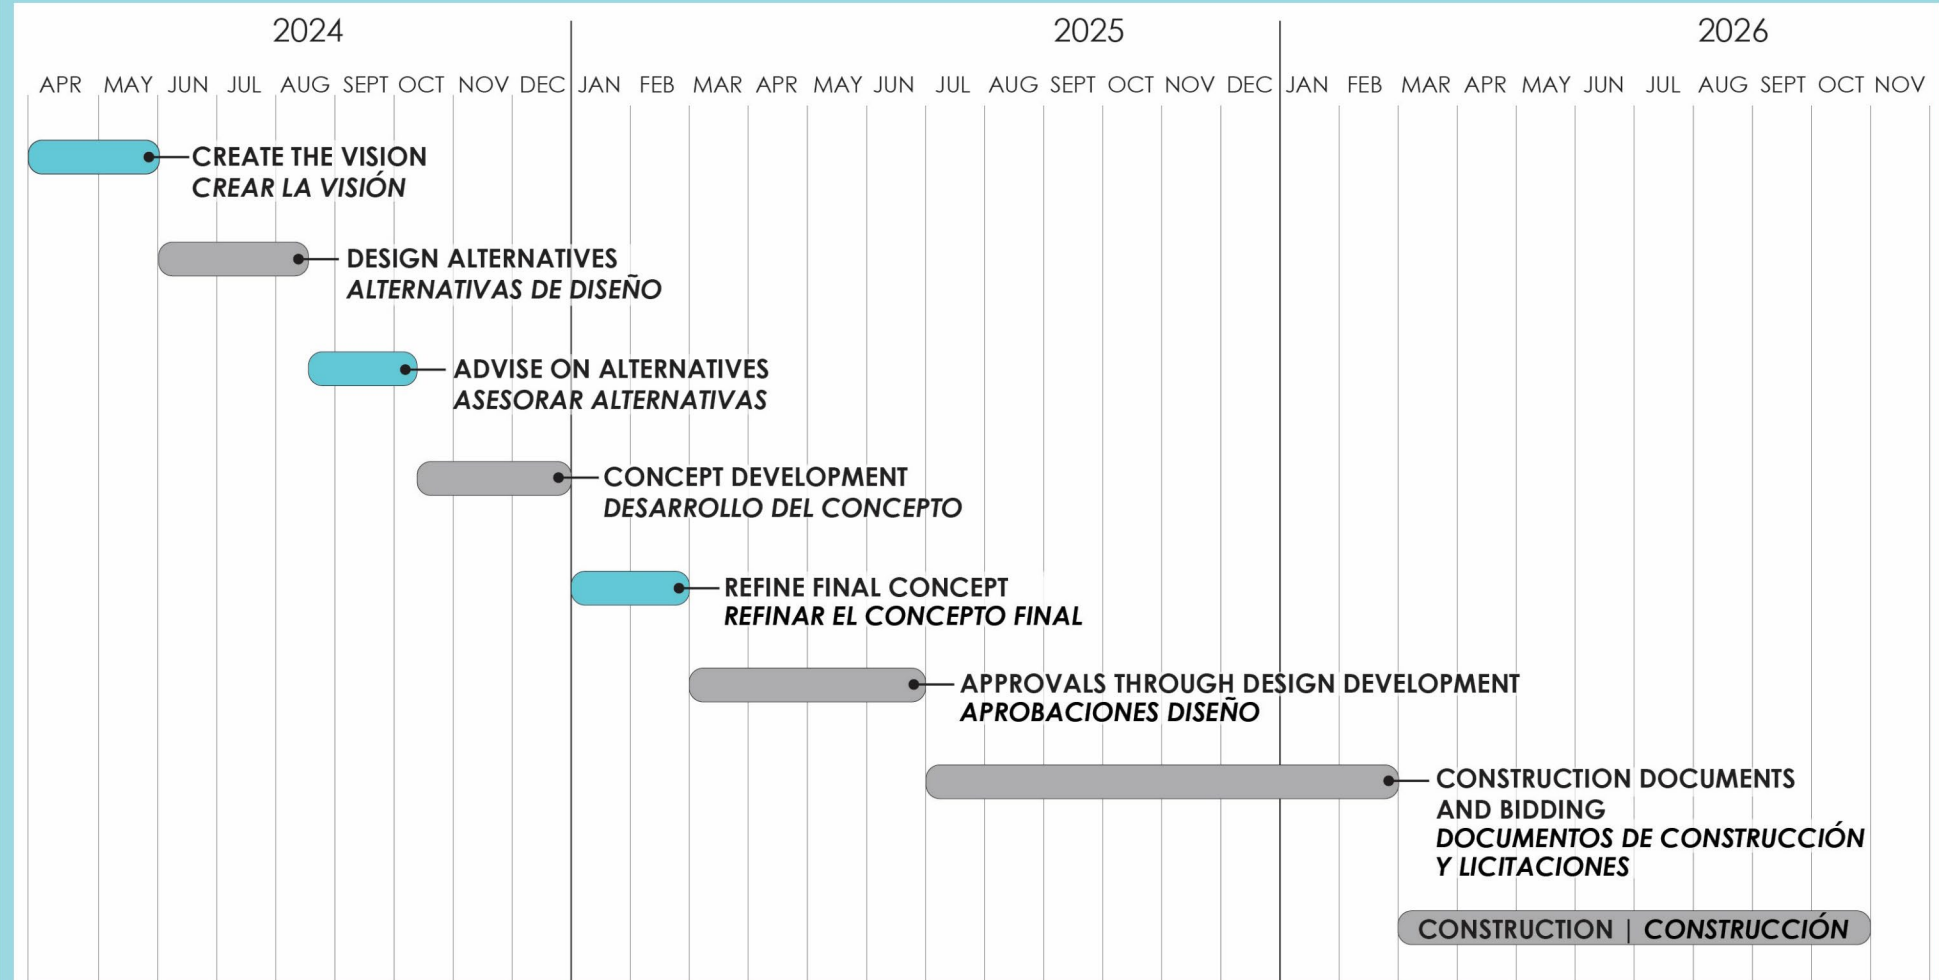 2024 2025 2026
APR MAY JUN JUL AUG SEPT OCT NOV DEC JAN FEB MAR APR MAY JUN JUL AUG SEPT OCT NOV DEC JAN FEB MAR APR MAY JUN JUL AUG SEPT OCT NOV
CREATE THE VISION
CREAR LA VISIÓN
DESIGN ALTERNATIVES
ALTERNATIVAS DE DISEÑO
ADVISE ON ALTERNATIVES
ASESORAR ALTERNATIVAS
CONCEPT DEVELOPMENT
DESARROLLO DEL CONCEPTO
REFINE FINAL CONCEPT
REFINAR EL CONCEPTO FINAL
APPROVALS THROUGH DESIGN DEVELOPMENT
APROBACIONES DISEÑO
CONSTRUCTION DOCUMENTS
AND BIDDING
DOCUMENTOS DE CONSTRUCCIÓN
Y LICITACIONES
CONSTRUCTION | CONSTRUCCIÓN